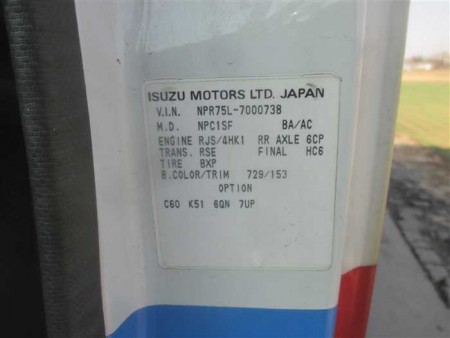 ISUZU MOTORS LTD. JAPAN
V.I.N. NPR75L-7000738
M.D. NPC1SF BA/AC
ENGINE RJS/4HK1 RR AXLE 6CP
TRANS. RSE FINAL HC6
TIRE BXP
B.COLOR/TRIM 729/153
OPTION
C60 K51 6QN 7UP